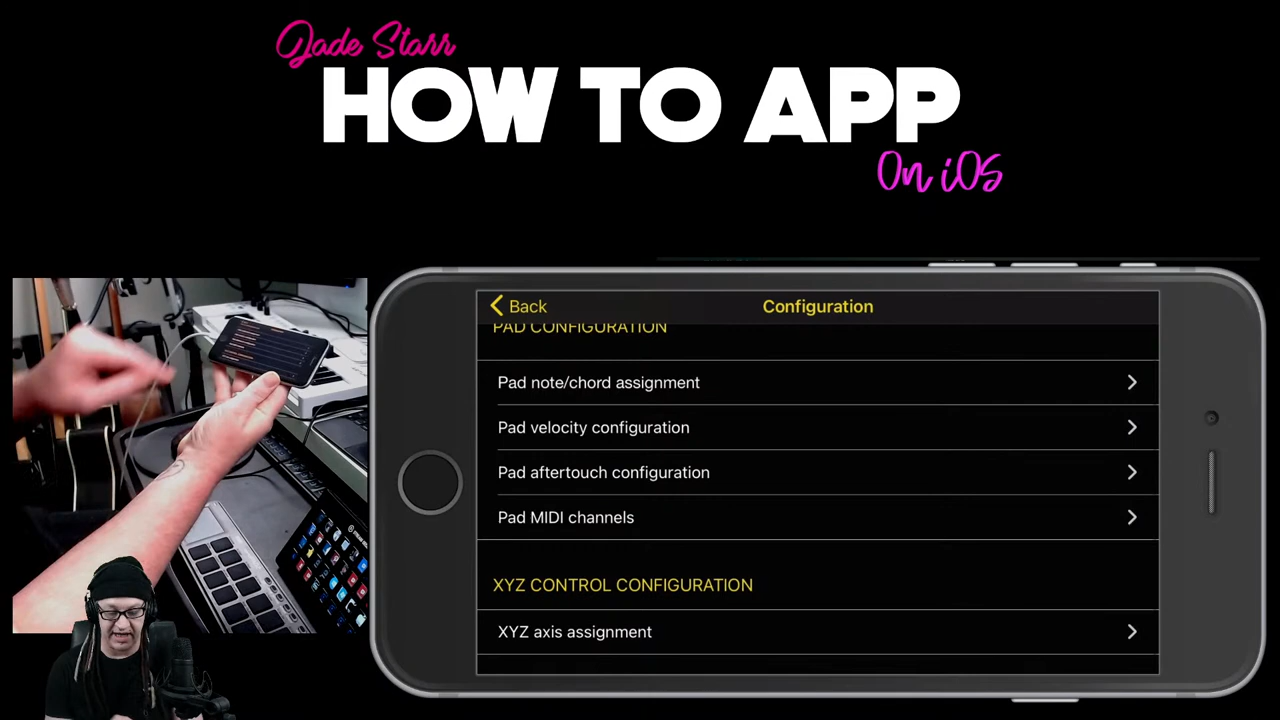 Jade Starr
HOW TO APP
On iOS
Back
Configuration
PAD CONFIGURATION
Pad note/chord assignment
Pad velocity configuration
Pad aftertouch configuration
Pad MIDI channels
XYZ CONTROL CONFIGURATION
XYZ axis assignment